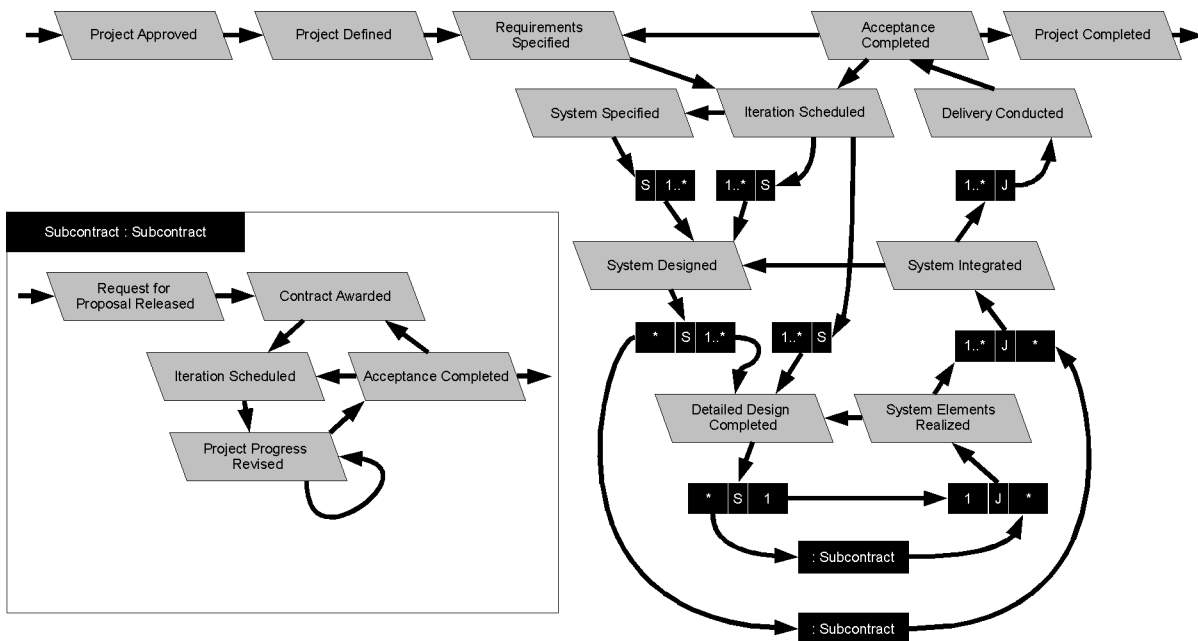 Project Approved
Project Defined
Requirements
Specified
Acceptance
Completed
Project Completed
System Specified
Iteration Scheduled
Delivery Conducted
S 1..*
1..* S
1..* J
Subcontract : Subcontract
System Designed
System Integrated
Request for
Proposal Released
Contract Awarded
* S 1..*
1..* S
1..* J *
Iteration Scheduled
Acceptance Completed
Detailed Design
Completed
System Elements
Realized
Project Progress
Revised
* S 1
1 J *
: Subcontract
: Subcontract